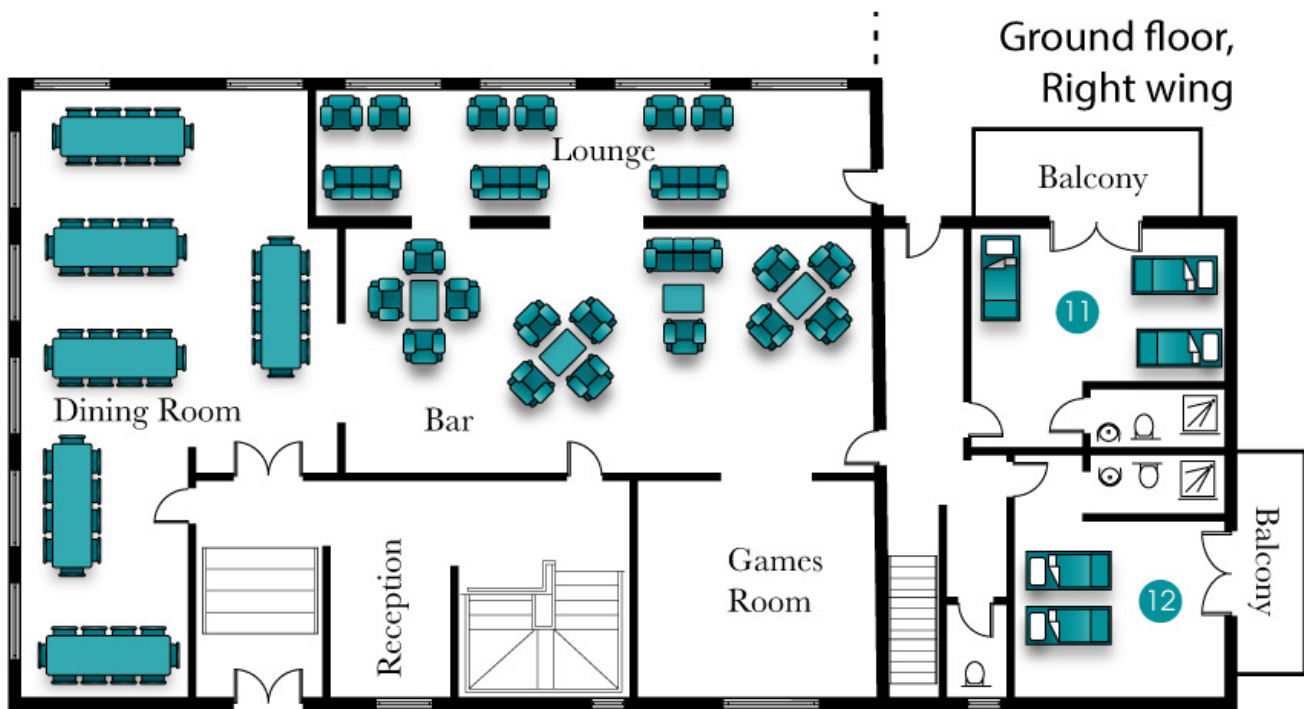 Ground floor,
Right wing
Lounge
Balcony
11
Dining Room
Bar
Balcony
Games
Room
Reception
12